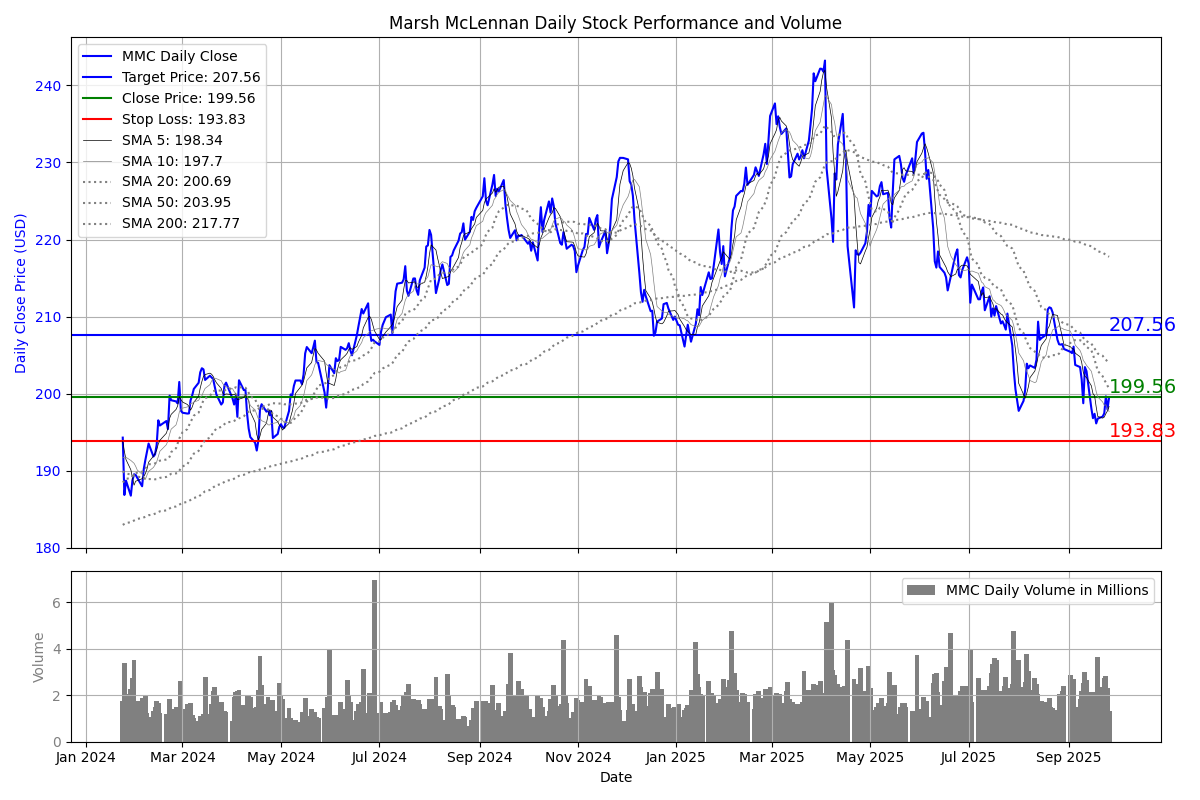 Marsh McLennan Daily Stock Performance and Volume
MMC Daily Close
Target Price: 207.56
Close Price: 199.56
Stop Loss: 193.83
SMA 5: 198.34
SMA 10: 197.7
SMA 20: 200.69
SMA 50: 203.95
SMA 200: 217.77
Daily Close Price (USD)
240
230
220
210
200
190
180
207.56
199.56
193.83
MMC Daily Volume in Millions
Volume
6
4
2
0
Jan 2024 Mar 2024 May 2024 Jul 2024 Sep 2024 Nov 2024 Jan 2025 Mar 2025 May 2025 Jul 2025 Sep 2025
Date